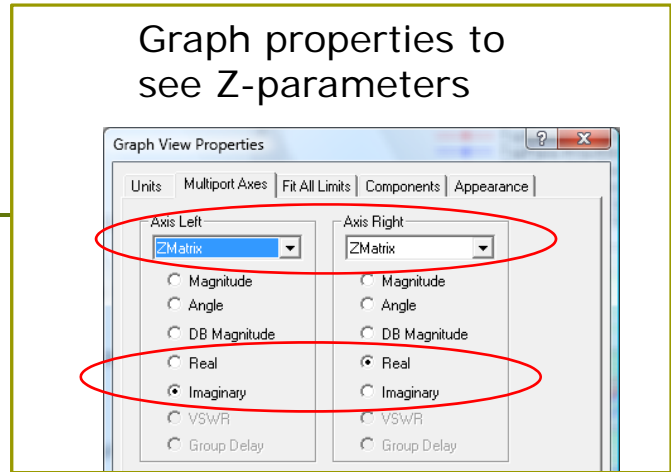 Graph properties to
see Z-parameters
Graph View Properties
Units Multiport Axes Fit All Limits Components Appearance
Axis Left Axis Right
ZMatrix ZMatrix
Magnitude Magnitude
Angle Angle
DB Magnitude DB Magnitude
Real Real
Imaginary Imaginary
VSWR VSWR
Group Delay Group Delay